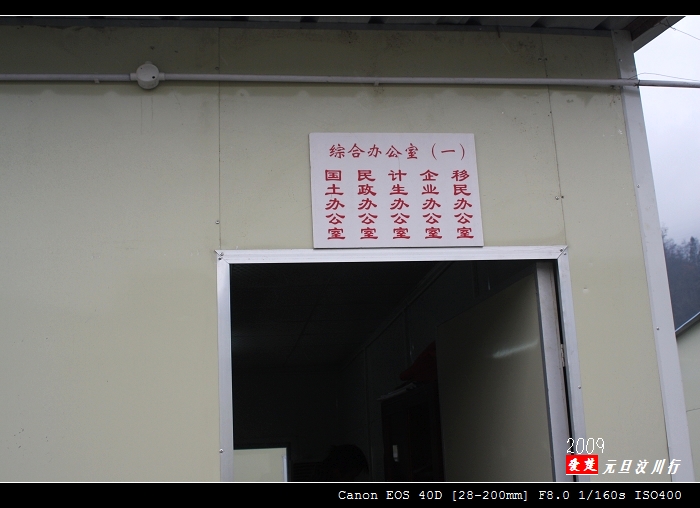 综合办公室(一)
国土办公室
民政办公室
计生办公室
企业办公室
移民办公室
2009
爱楚 元旦汶川行
Canon EOS 40D [28-200mm] F8.0 1/160s ISO400